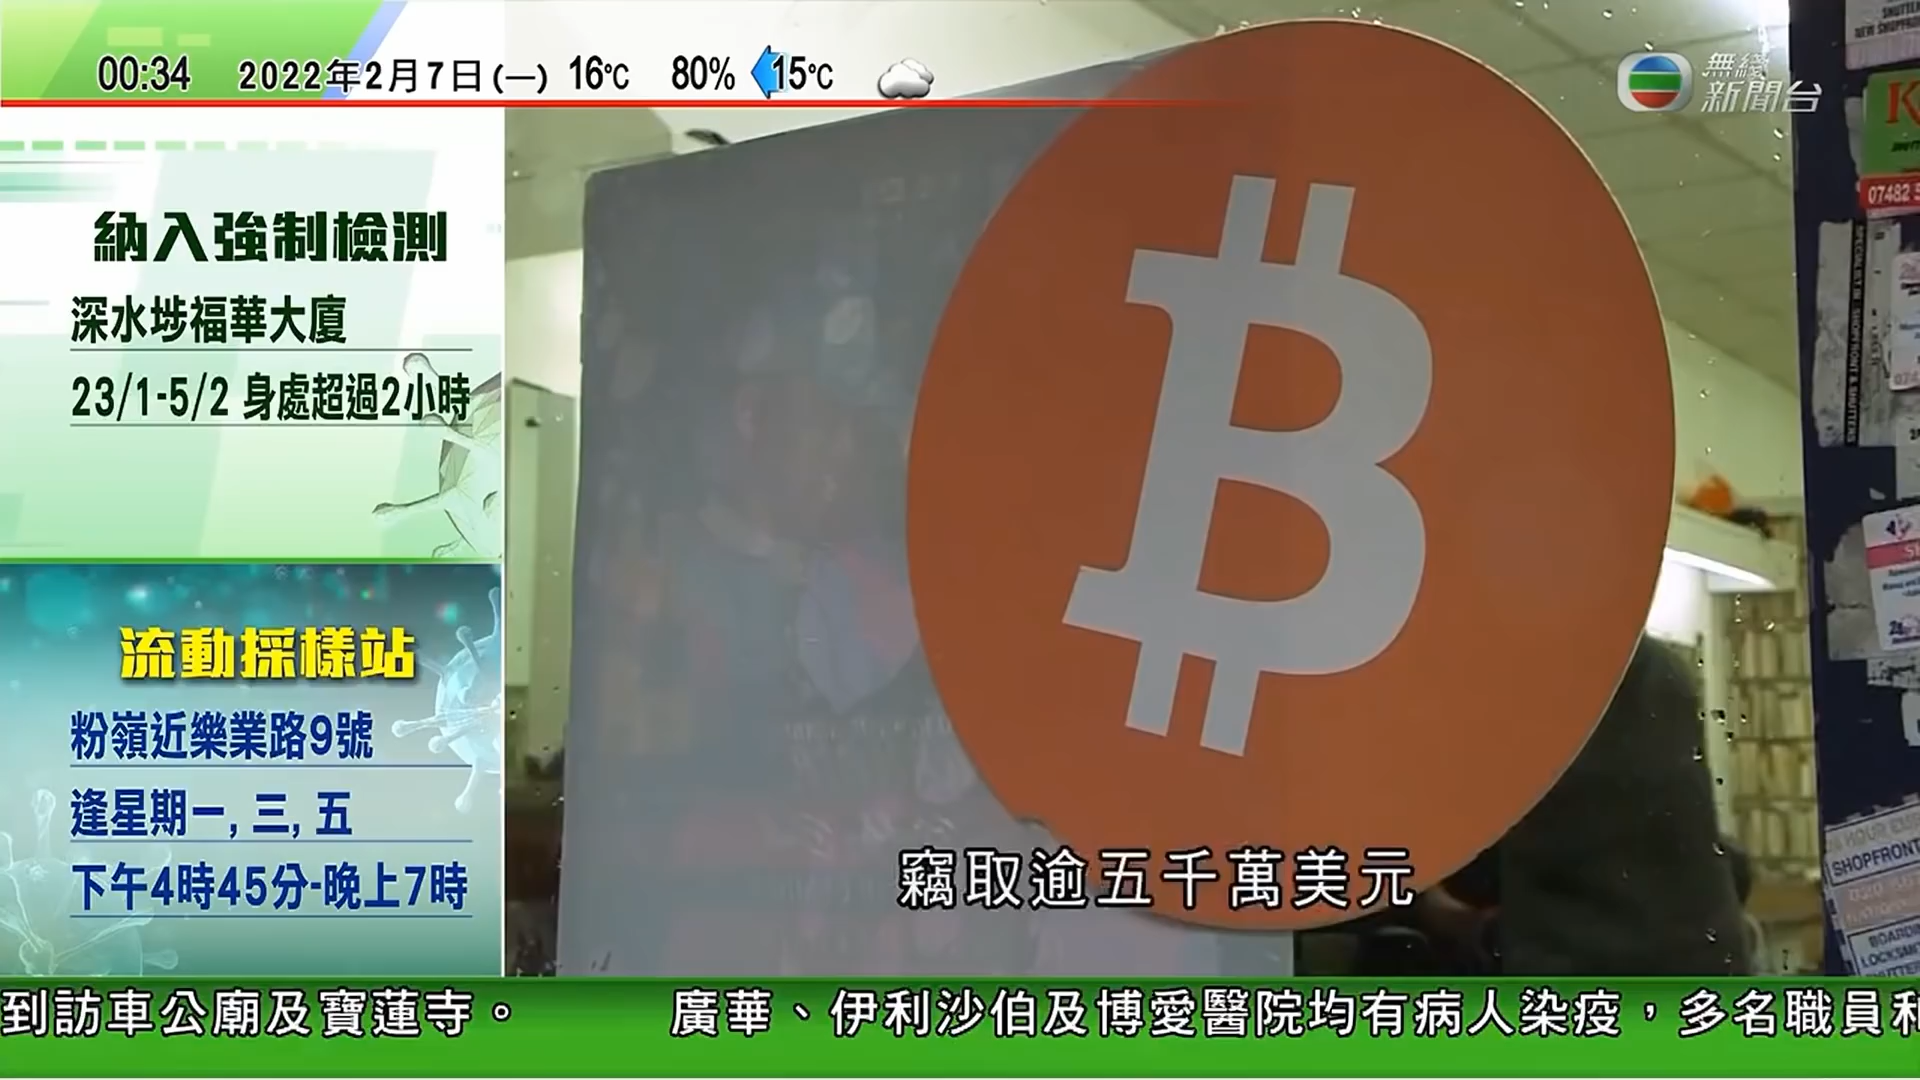 00:34 2022年2月7日(一) 16℃ 80% 15℃
無綫
新聞台
納入強制檢測
深水埗福華大廈
23/1-5/2 身處超過2小時
流動採樣站
粉嶺近樂業路9號
逢星期一, 三, 五
下午4時45分-晚上7時
07482
SHOPFRONT
竊取逾五千萬美元
到訪車公廟及寶蓮寺。 廣華、伊利沙伯及博愛醫院均有病人染疫，多名職員和